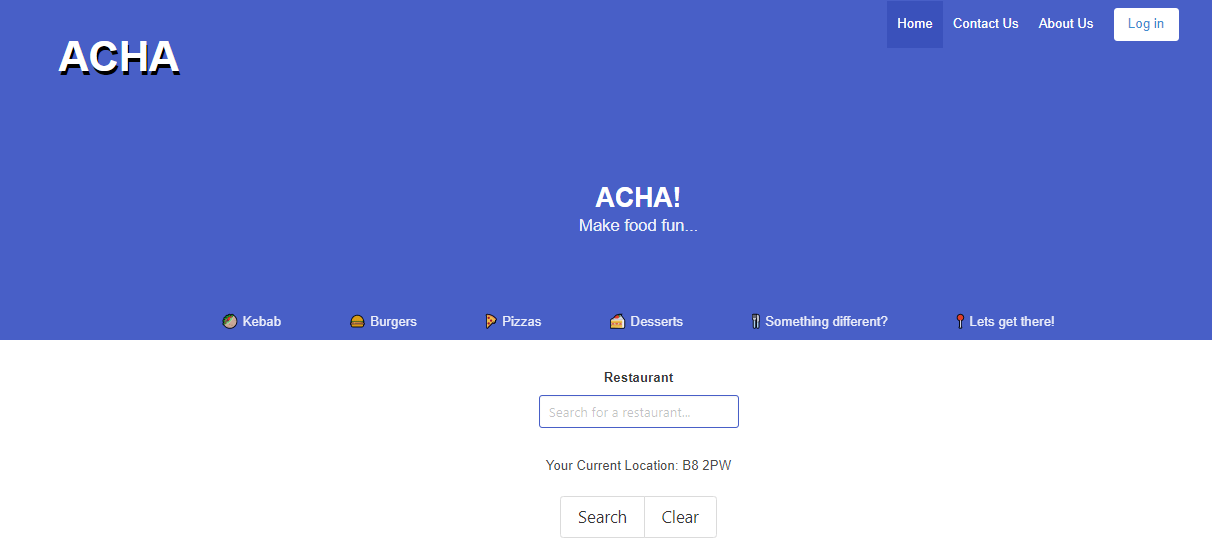 Home Contact Us About Us Log in
ACHA
ACHA!
Make food fun...
Kebab Burgers Pizzas Desserts Something different? Lets get there!
Restaurant
Search for a restaurant...
Your Current Location: B8 2PW
Search Clear